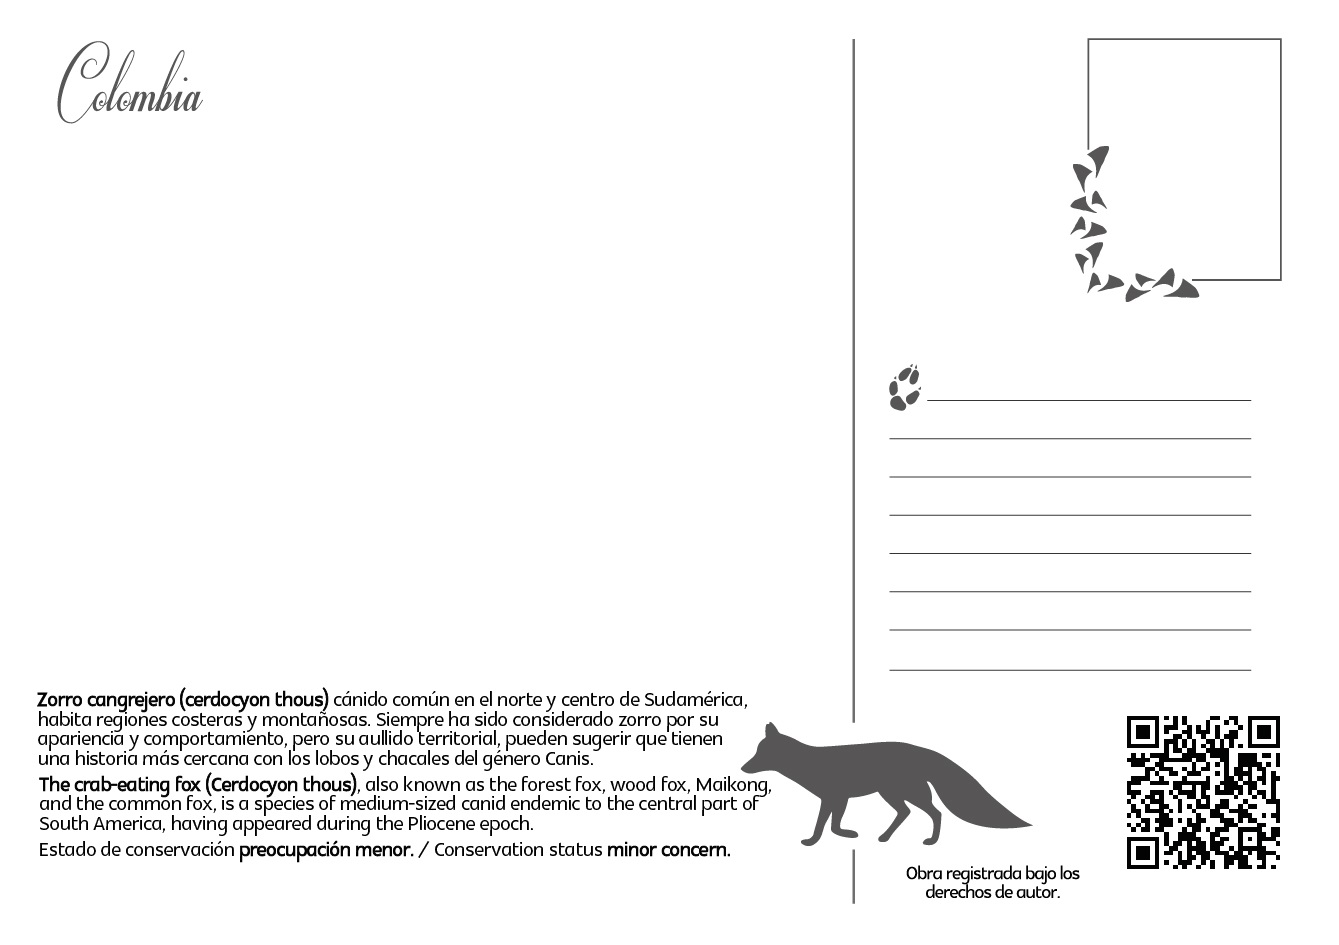 Colombia
Zorro cangrejero (cerdocyon thous) cánido común en el norte y centro de Sudamérica,
habita regiones costeras y montañosas. Siempre ha sido considerado zorro por su
apariencia y comportamiento, pero su aullido territorial, pueden sugerir que tienen
una historia más cercana con los lobos y chacales del género Canis.
The crab-eating fox (Cerdocyon thous), also known as the forest fox, wood fox, Maikong,
and the common fox, is a species of medium-sized canid endemic to the central part of
South America, having appeared during the Pliocene epoch.
Estado de conservación preocupación menor. / Conservation status minor concern.
Obra registrada bajo los
derechos de autor.